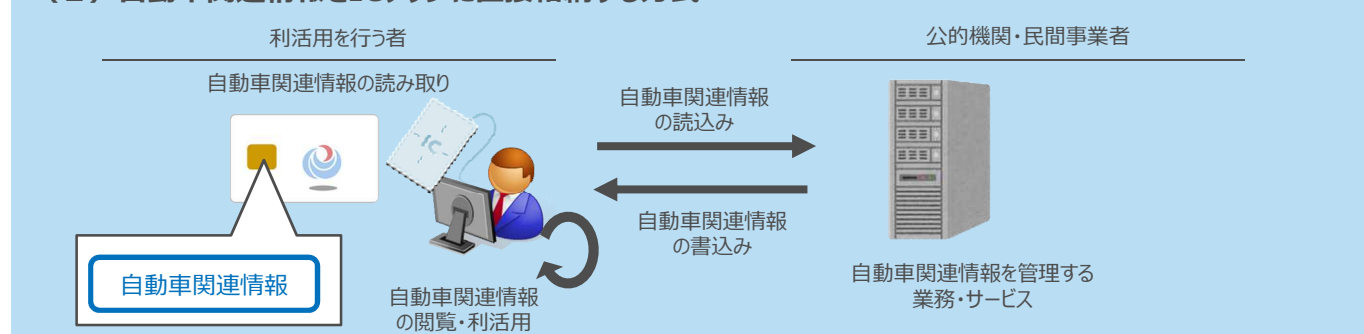 利活用を行う者
公的機関・民間事業者
自動車関連情報の読み取り
自動車関連情報
の読込み
IC
自動車関連情報
の書込み
自動車関連情報
自動車関連情報
の閲覧・利活用
自動車関連情報を管理する
業務・サービス